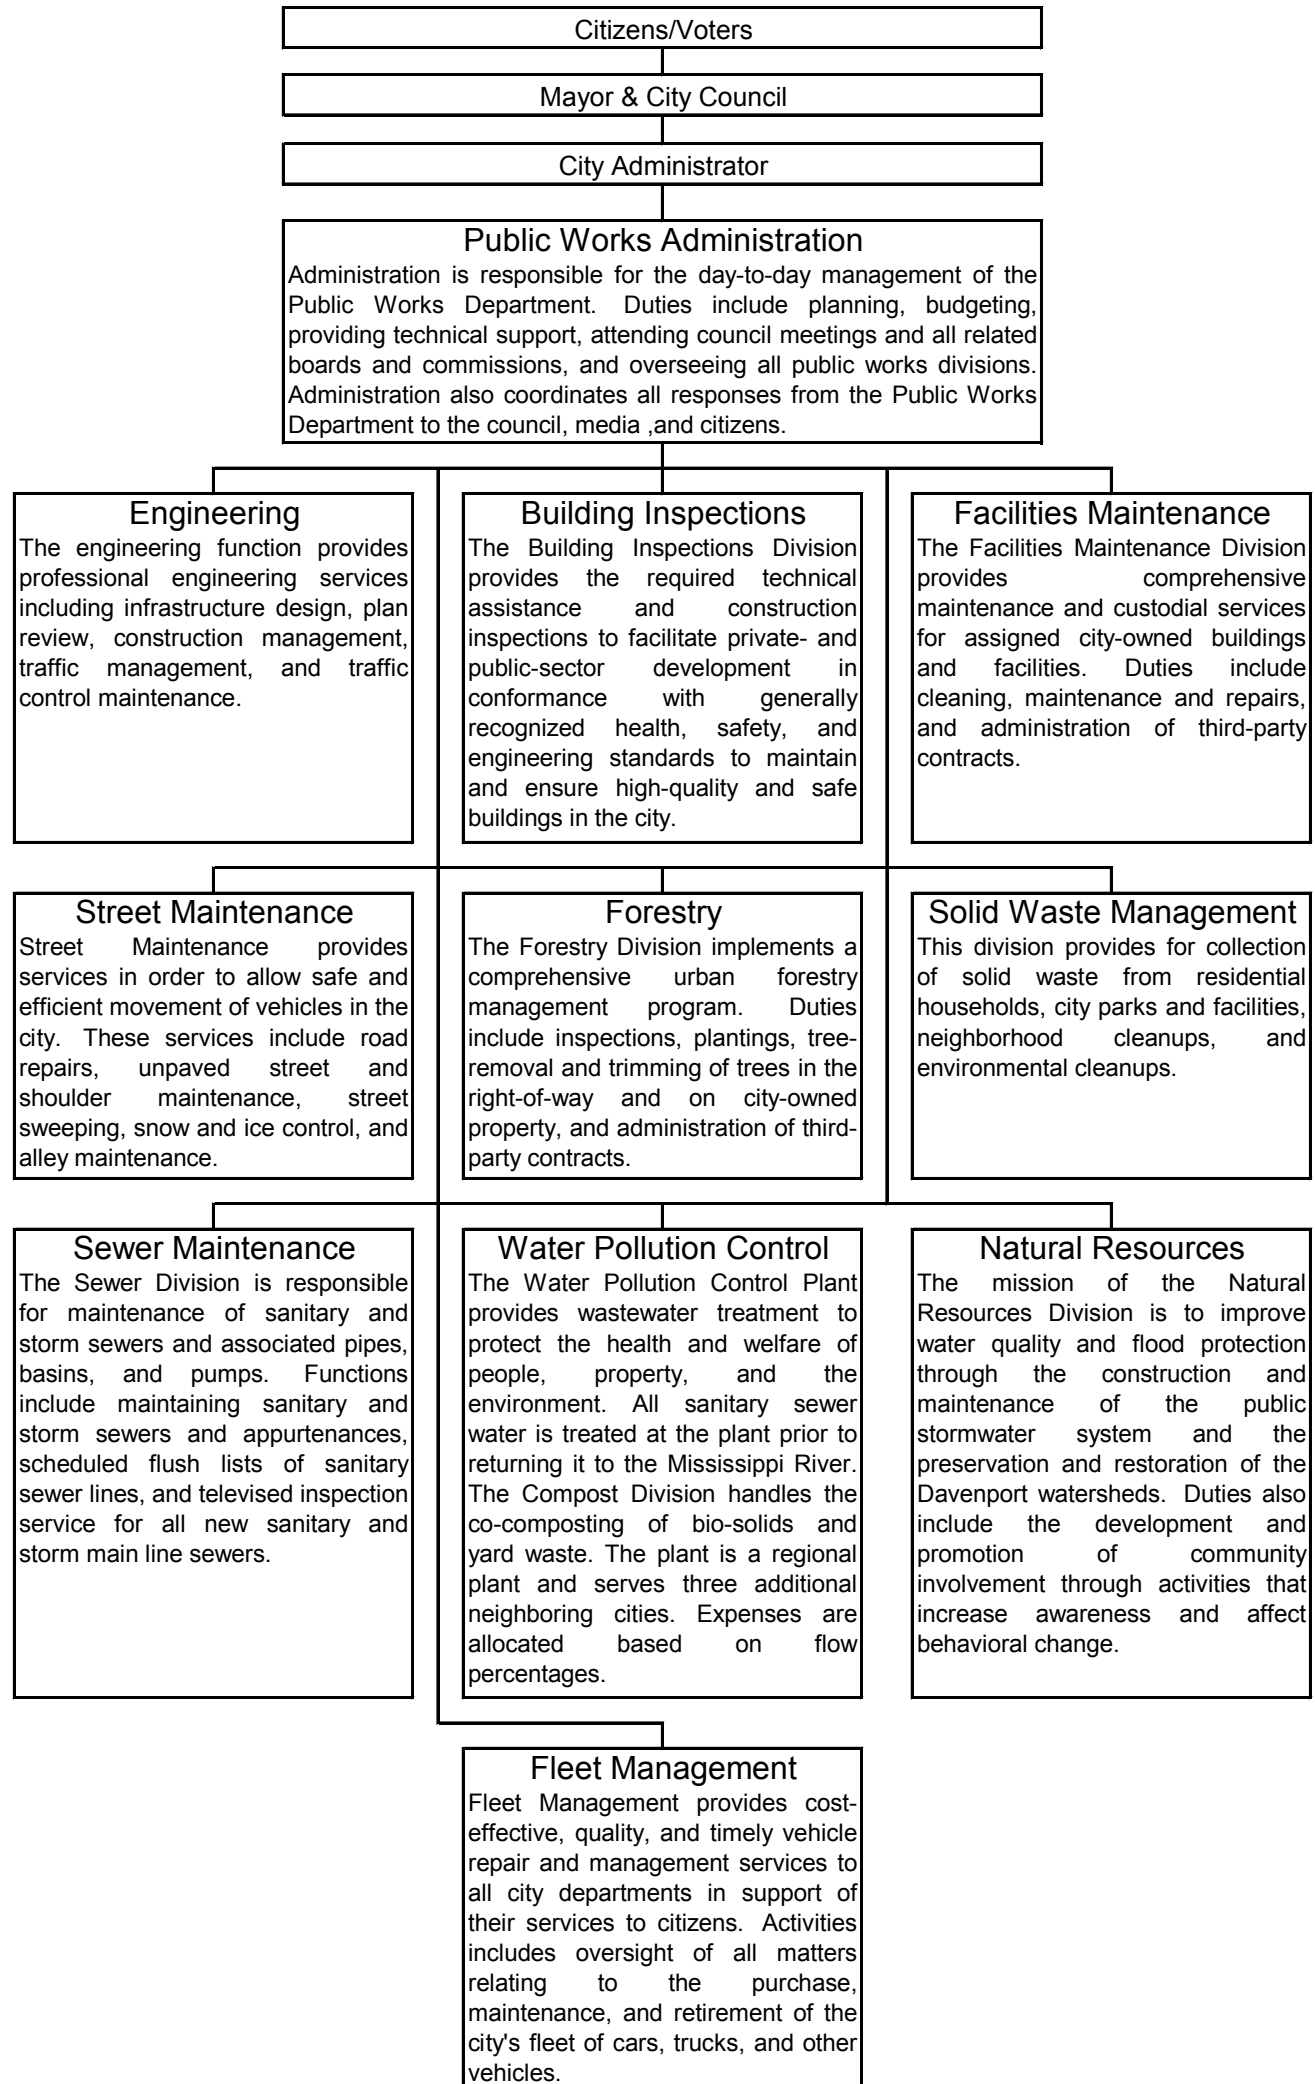 Citizens/Voters
Mayor & City Council
City Administrator
Public Works Administration
Administration is responsible for the day-to-day management of the
Public Works Department. Duties include planning, budgeting,
providing technical support, attending council meetings and all related
boards and commissions, and overseeing all public works divisions.
Administration also coordinates all responses from the Public Works
Department to the council, media ,and citizens.
Engineering
The engineering function provides
professional engineering services
including infrastructure design, plan
review, construction management,
traffic management, and traffic
control maintenance.
Building Inspections
The Building Inspections Division
provides the required technical
assistance and construction
inspections to facilitate private- and
public-sector development in
conformance with generally
recognized health, safety, and
engineering standards to maintain
and ensure high-quality and safe
buildings in the city.
Facilities Maintenance
The Facilities Maintenance Division
provides comprehensive
maintenance and custodial services
for assigned city-owned buildings
and facilities. Duties include
cleaning, maintenance and repairs,
and administration of third-party
contracts.
Street Maintenance
Street Maintenance provides
services in order to allow safe and
efficient movement of vehicles in the
city. These services include road
repairs, unpaved street and
shoulder maintenance, street
sweeping, snow and ice control, and
alley maintenance.
Forestry
The Forestry Division implements a
comprehensive urban forestry
management program. Duties
include inspections, plantings, tree-
removal and trimming of trees in the
right-of-way and on city-owned
property, and administration of third-
party contracts.
Solid Waste Management
This division provides for collection
of solid waste from residential
households, city parks and facilities,
neighborhood cleanups, and
environmental cleanups.
Sewer Maintenance
The Sewer Division is responsible
for maintenance of sanitary and
storm sewers and associated pipes,
basins, and pumps. Functions
include maintaining sanitary and
storm sewers and appurtenances,
scheduled flush lists of sanitary
sewer lines, and televised inspection
service for all new sanitary and
storm main line sewers.
Water Pollution Control
The Water Pollution Control Plant
provides wastewater treatment to
protect the health and welfare of
people, property, and the
environment. All sanitary sewer
water is treated at the plant prior to
returning it to the Mississippi River.
The Compost Division handles the
co-composting of bio-solids and
yard waste. The plant is a regional
plant and serves three additional
neighboring cities. Expenses are
allocated based on flow
percentages.
Natural Resources
The mission of the Natural
Resources Division is to improve
water quality and flood protection
through the construction and
maintenance of the public
stormwater system and the
preservation and restoration of the
Davenport watersheds. Duties also
include the development and
promotion of community
involvement through activities that
increase awareness and affect
behavioral change.
Fleet Management
Fleet Management provides cost-
effective, quality, and timely vehicle
repair and management services to
all city departments in support of
their services to citizens. Activities
includes oversight of all matters
relating to the purchase,
maintenance, and retirement of the
city's fleet of cars, trucks, and other
vehicles.